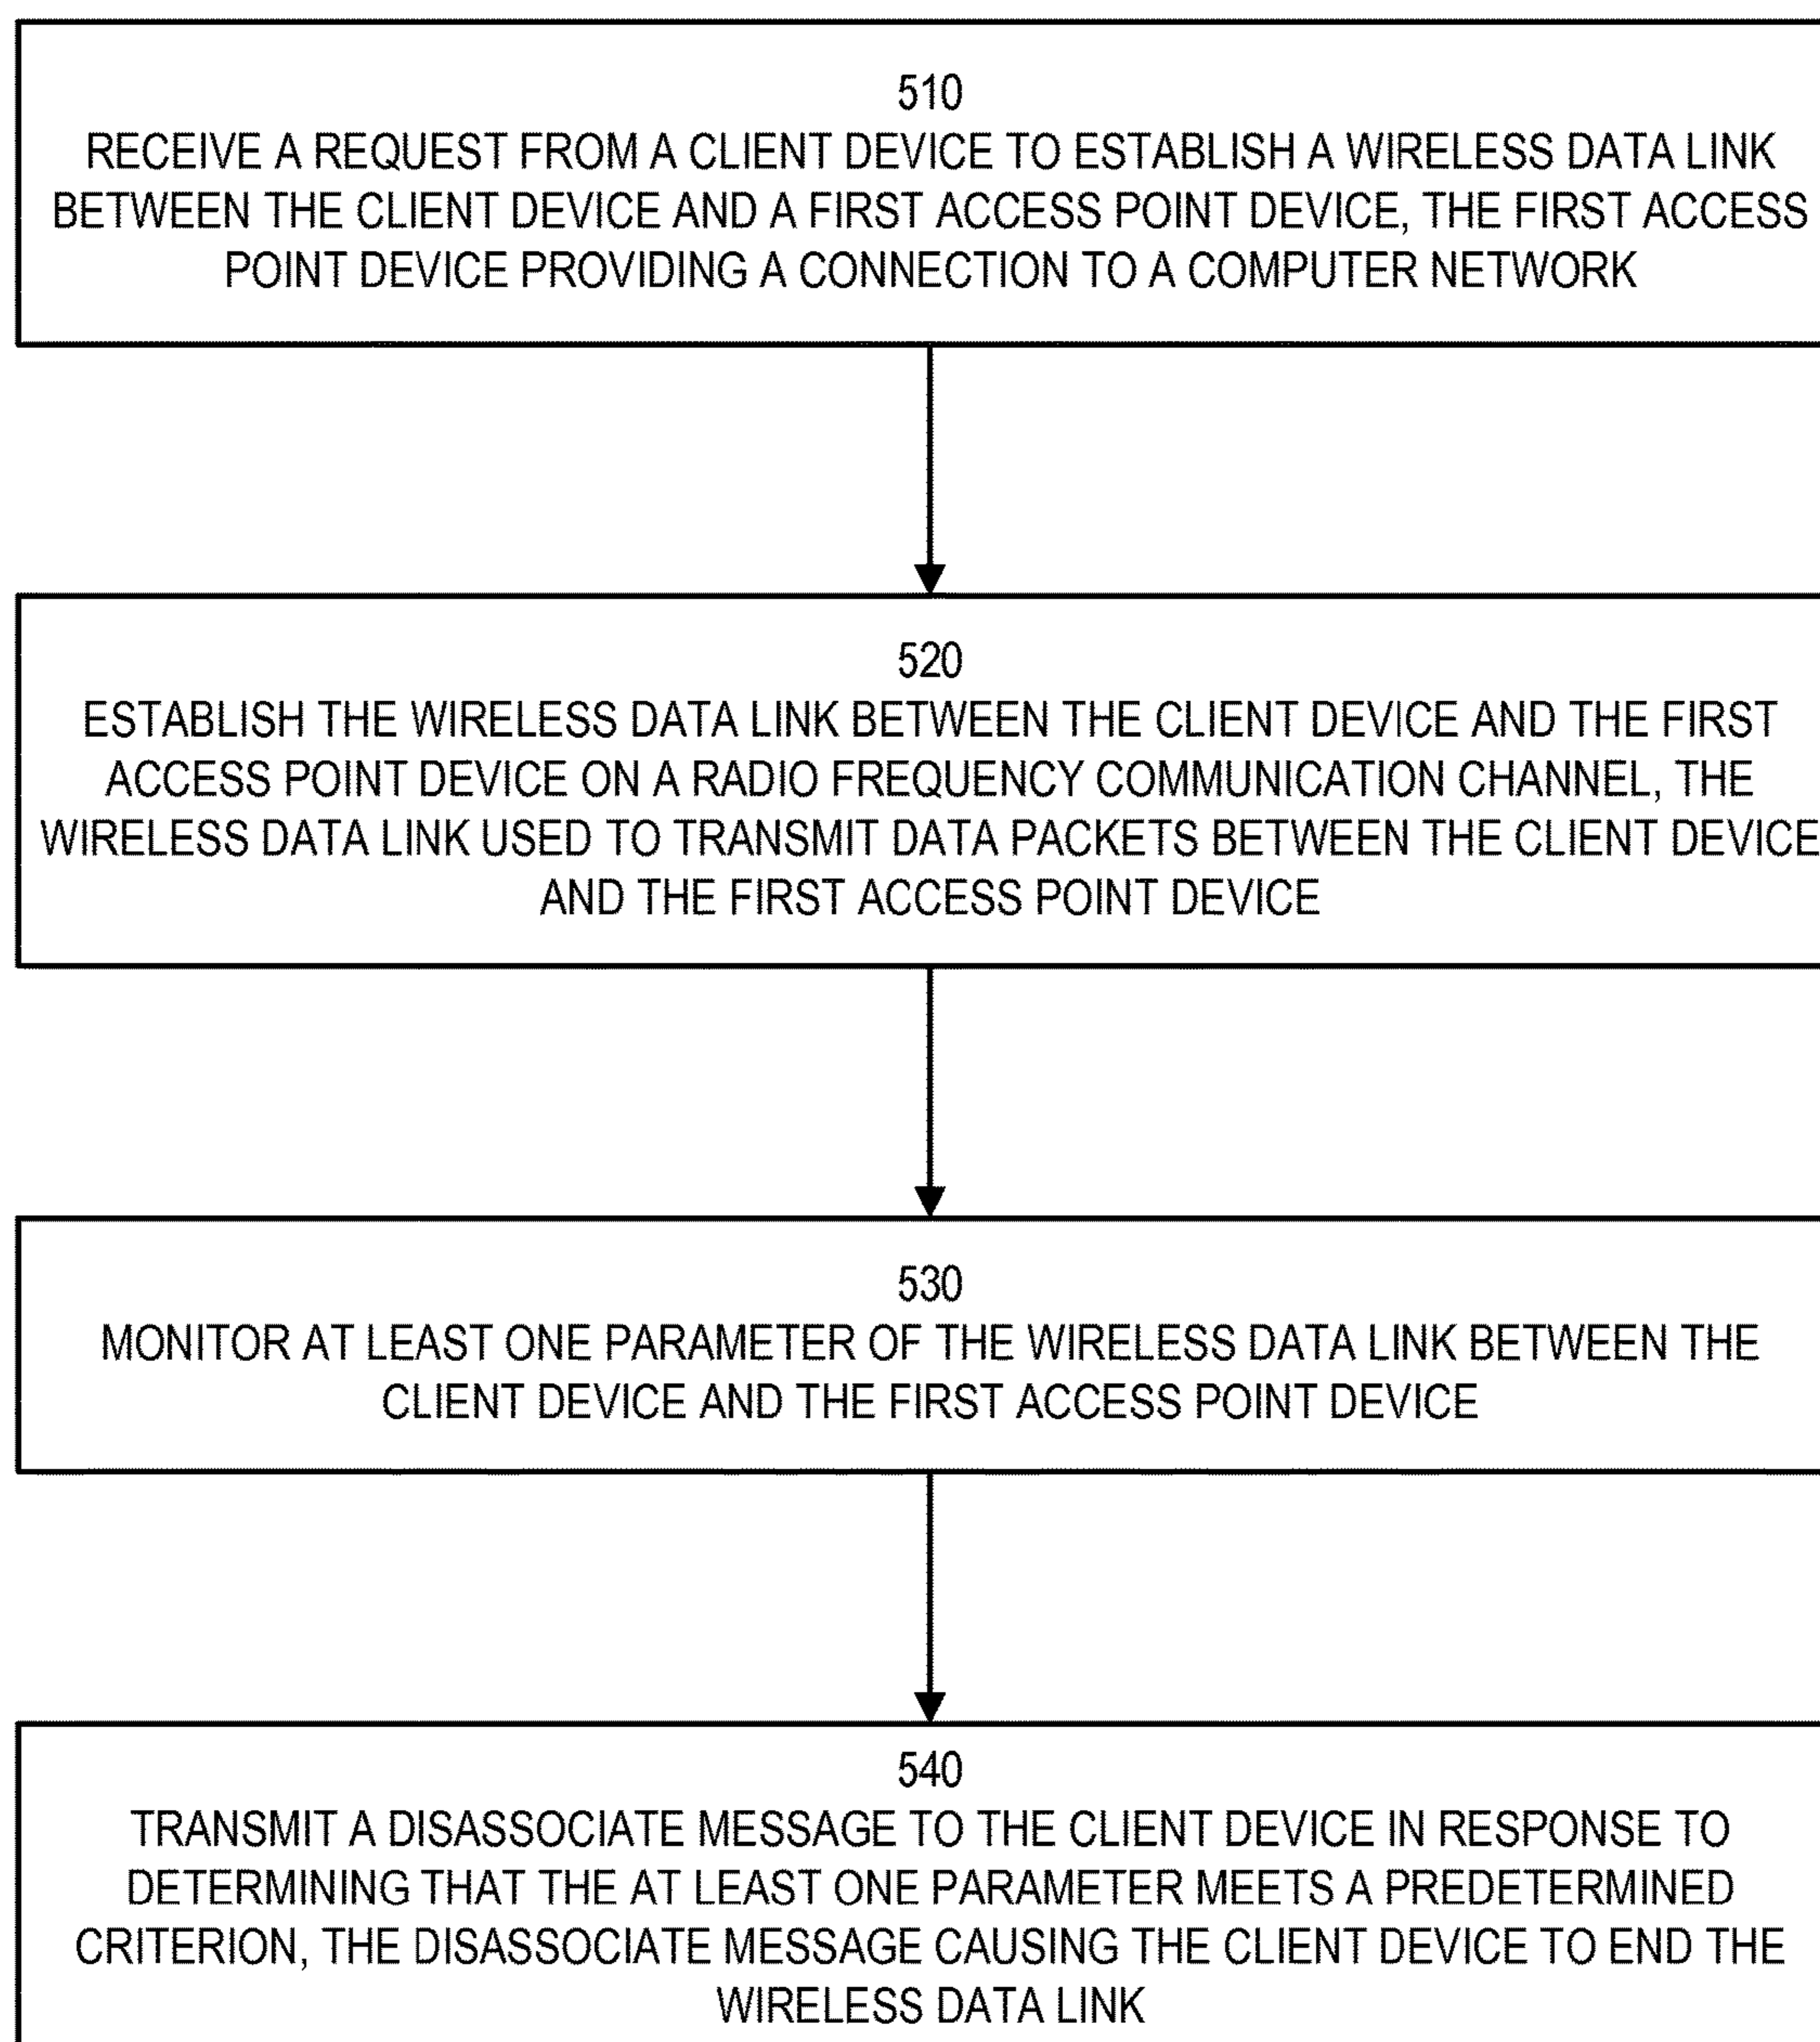 510
RECEIVE A REQUEST FROM A CLIENT DEVICE TO ESTABLISH A WIRELESS DATA LINK
BETWEEN THE CLIENT DEVICE AND A FIRST ACCESS POINT DEVICE, THE FIRST ACCESS
POINT DEVICE PROVIDING A CONNECTION TO A COMPUTER NETWORK
520
ESTABLISH THE WIRELESS DATA LINK BETWEEN THE CLIENT DEVICE AND THE FIRST
ACCESS POINT DEVICE ON A RADIO FREQUENCY COMMUNICATION CHANNEL, THE
WIRELESS DATA LINK USED TO TRANSMIT DATA PACKETS BETWEEN THE CLIENT DEVICE
AND THE FIRST ACCESS POINT DEVICE
530
MONITOR AT LEAST ONE PARAMETER OF THE WIRELESS DATA LINK BETWEEN THE
CLIENT DEVICE AND THE FIRST ACCESS POINT DEVICE
540
TRANSMIT A DISASSOCIATE MESSAGE TO THE CLIENT DEVICE IN RESPONSE TO
DETERMINING THAT THE AT LEAST ONE PARAMETER MEETS A PREDETERMINED
CRITERION, THE DISASSOCIATE MESSAGE CAUSING THE CLIENT DEVICE TO END THE
WIRELESS DATA LINK